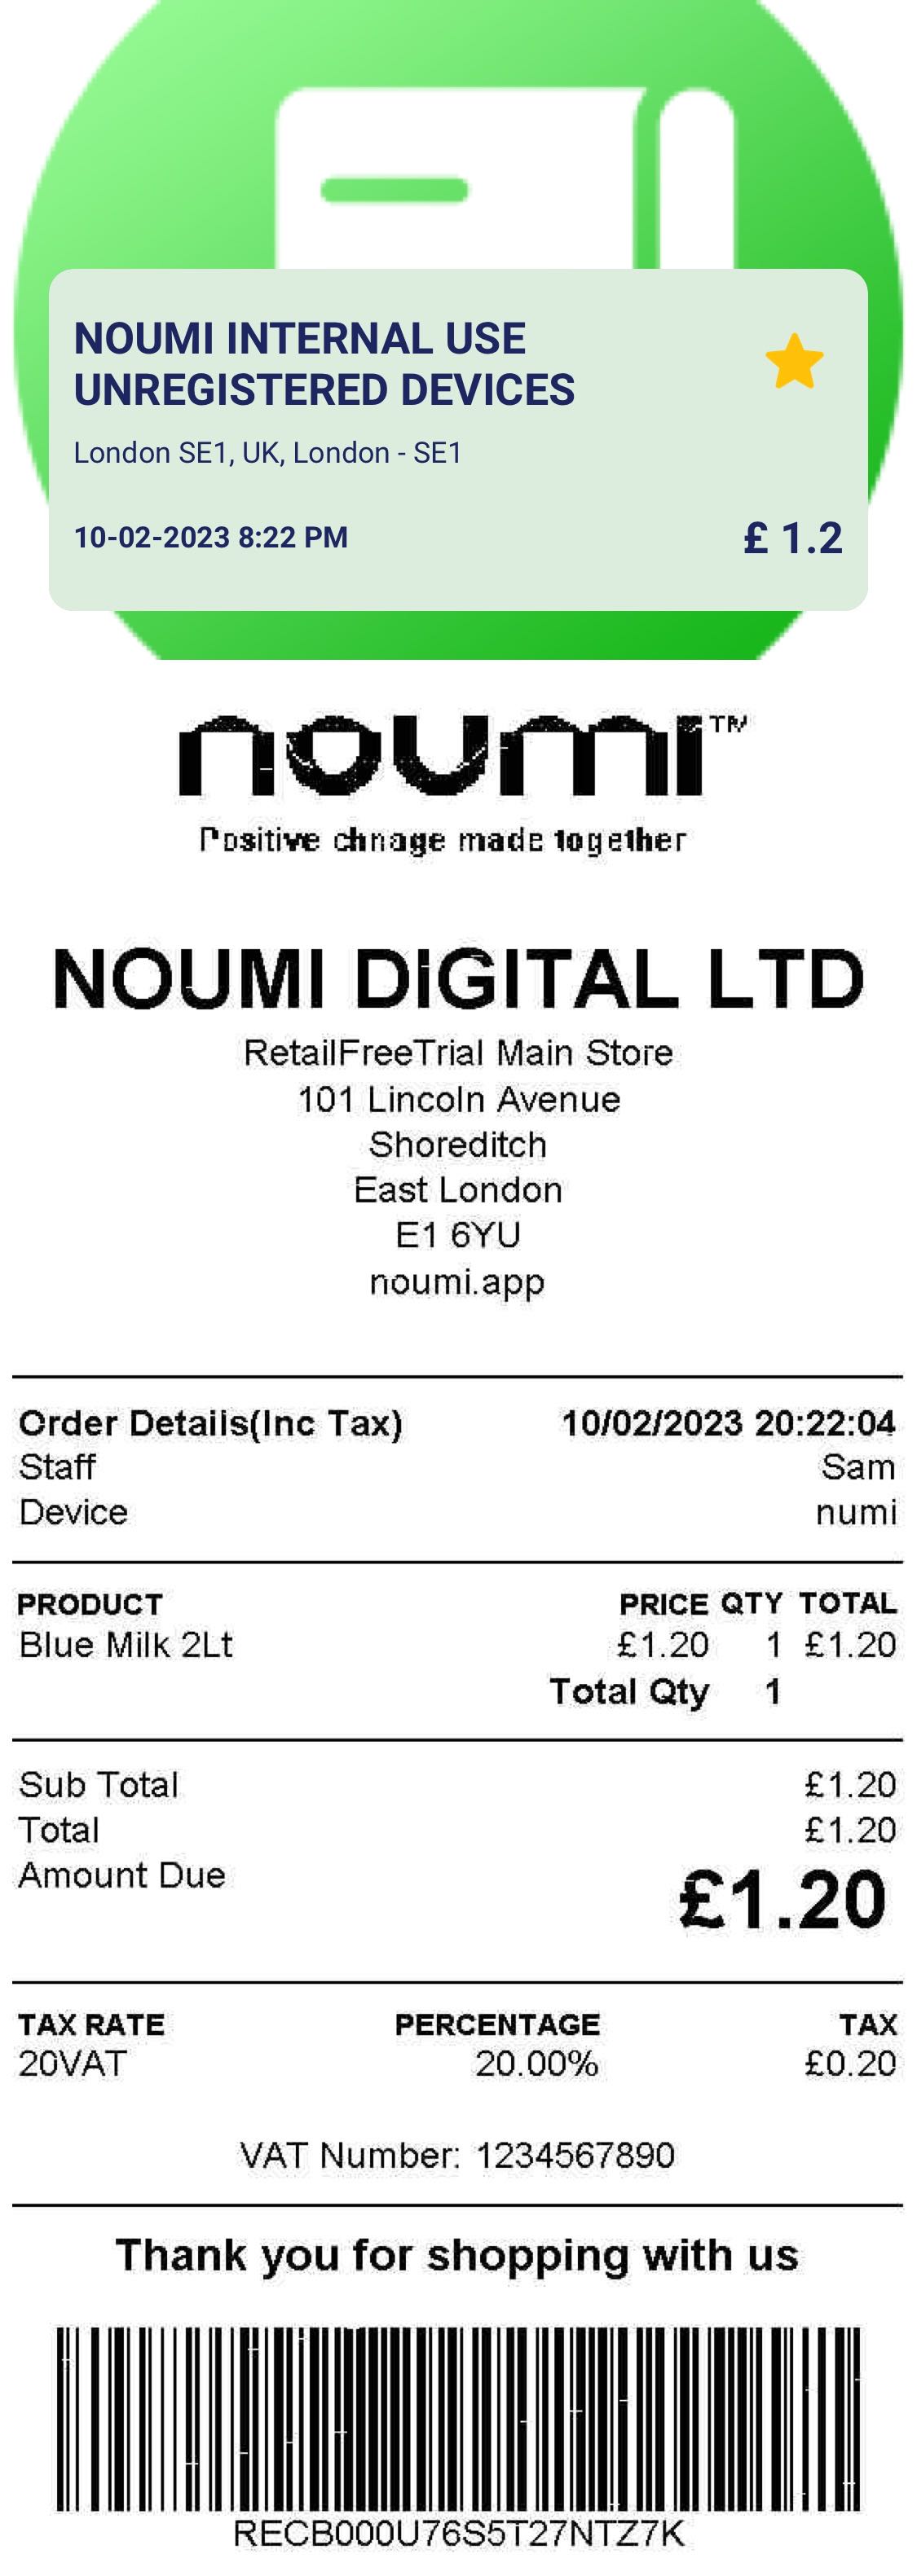 NOUMI INTERNAL USE
UNREGISTERED DEVICES
London SE1, UK, London - SE1
10-02-2023 8:22 PM £ 1.2
noumi™
Positive chnage made together
NOUMI DIGITAL LTD
RetailFreeTrial Main Store
101 Lincoln Avenue
Shoreditch
East London
E1 6YU
noumi.app
Order Details(Inc Tax) 10/02/2023 20:22:04
Staff Sam
Device numi
PRODUCT PRICE QTY TOTAL
Blue Milk 2Lt £1.20 1 £1.20
Total Qty 1
Sub Total £1.20
Total £1.20
Amount Due £1.20
TAX RATE PERCENTAGE TAX
20VAT 20.00% £0.20
VAT Number: 1234567890
Thank you for shopping with us
RECB000U76S5T27NTZ7K